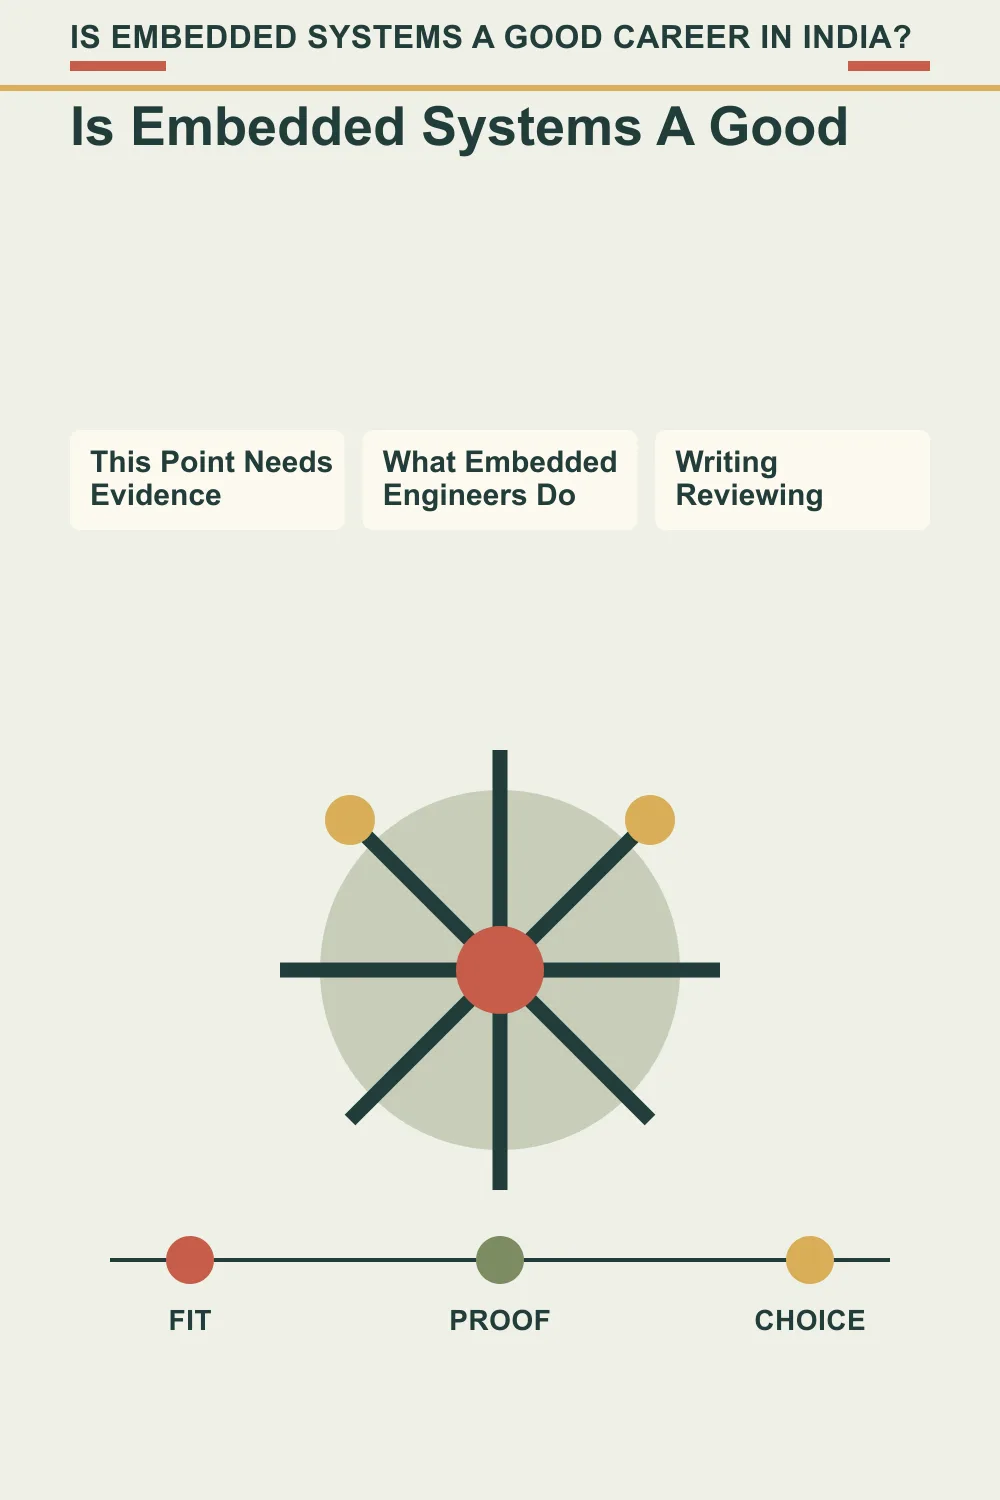 IS EMBEDDED SYSTEMS A GOOD CAREER IN INDIA?
Is Embedded Systems A Good
This Point Needs
Evidence
What Embedded
Engineers Do
Writing
Reviewing
FIT
PROOF
CHOICE